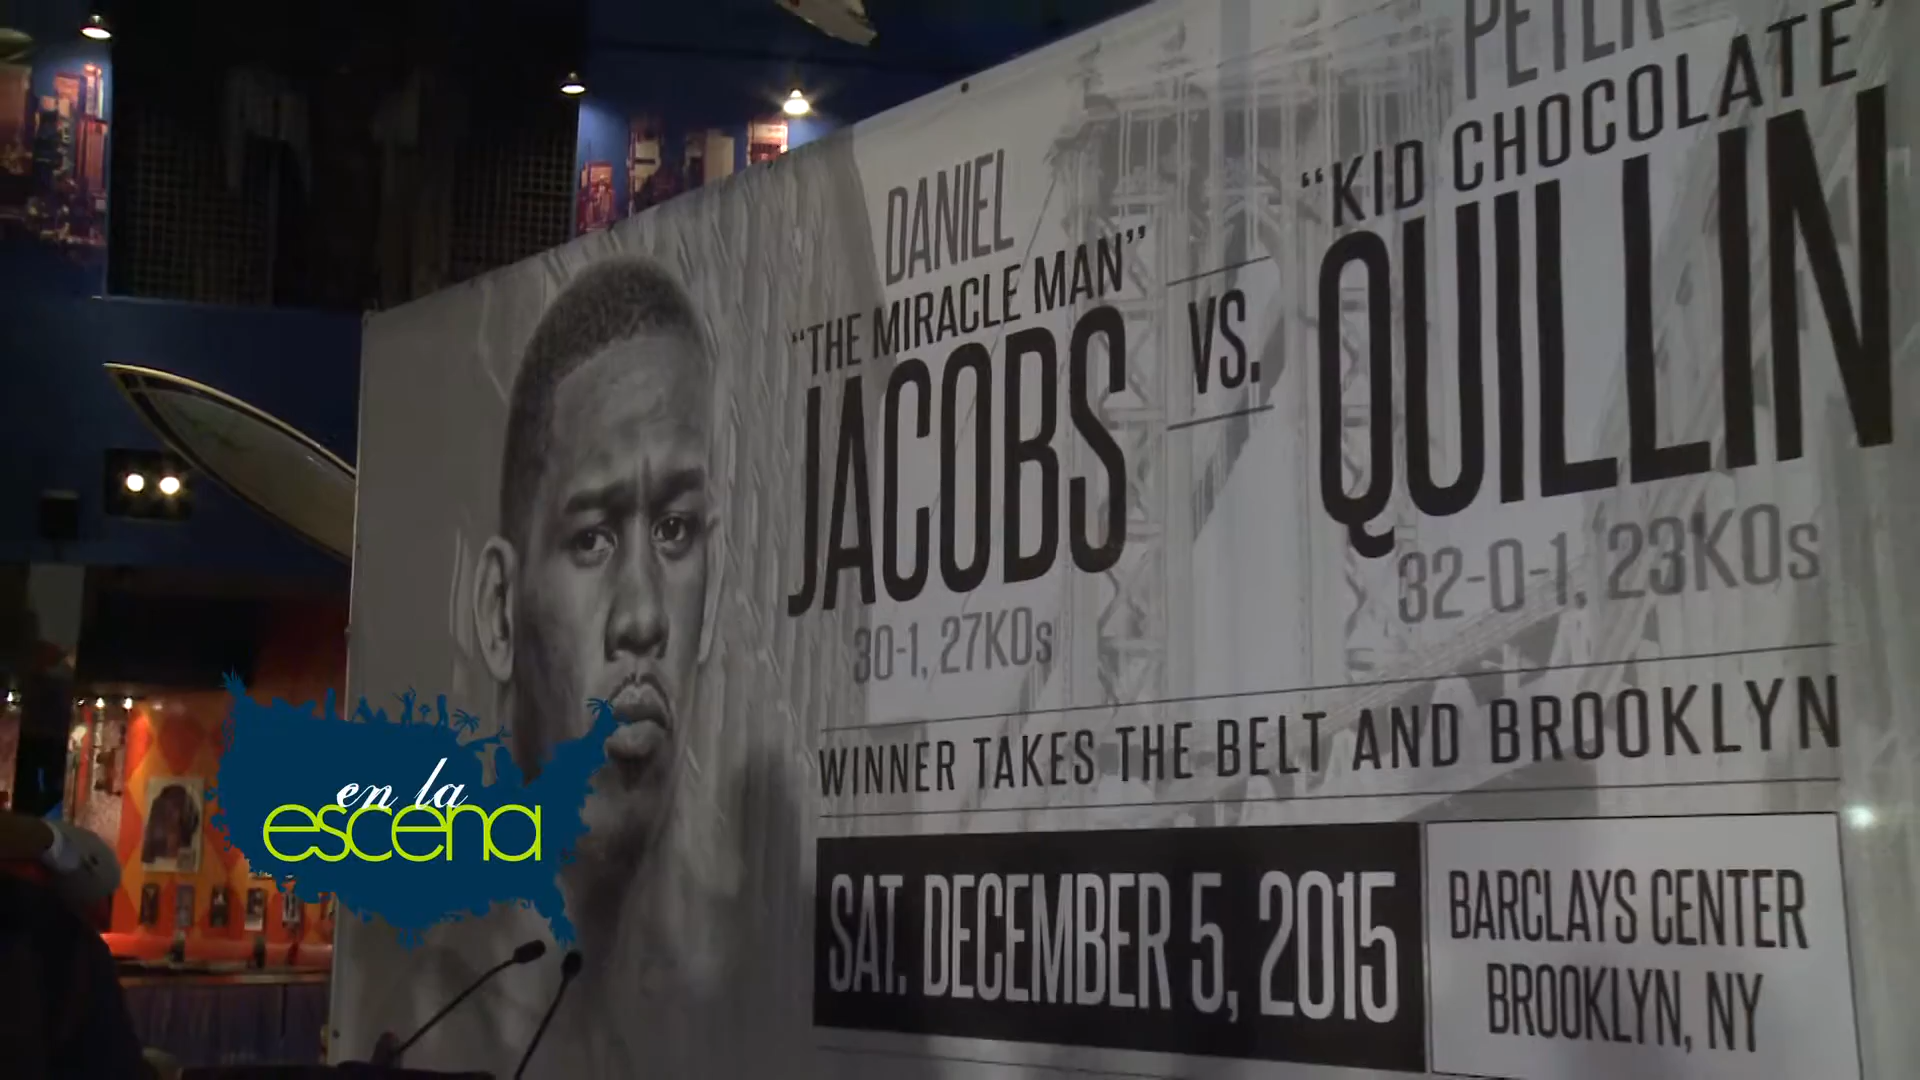 DANIEL
“THE MIRACLE MAN”
JACOBS
30-1, 27KOs
VS.
PETER
“KID CHOCOLATE”
QUILLIN
32-0-1, 23KOs
WINNER TAKES THE BELT AND BROOKLYN
SAT. DECEMBER 5, 2015
BARCLAYS CENTER
BROOKLYN, NY
en la
escena